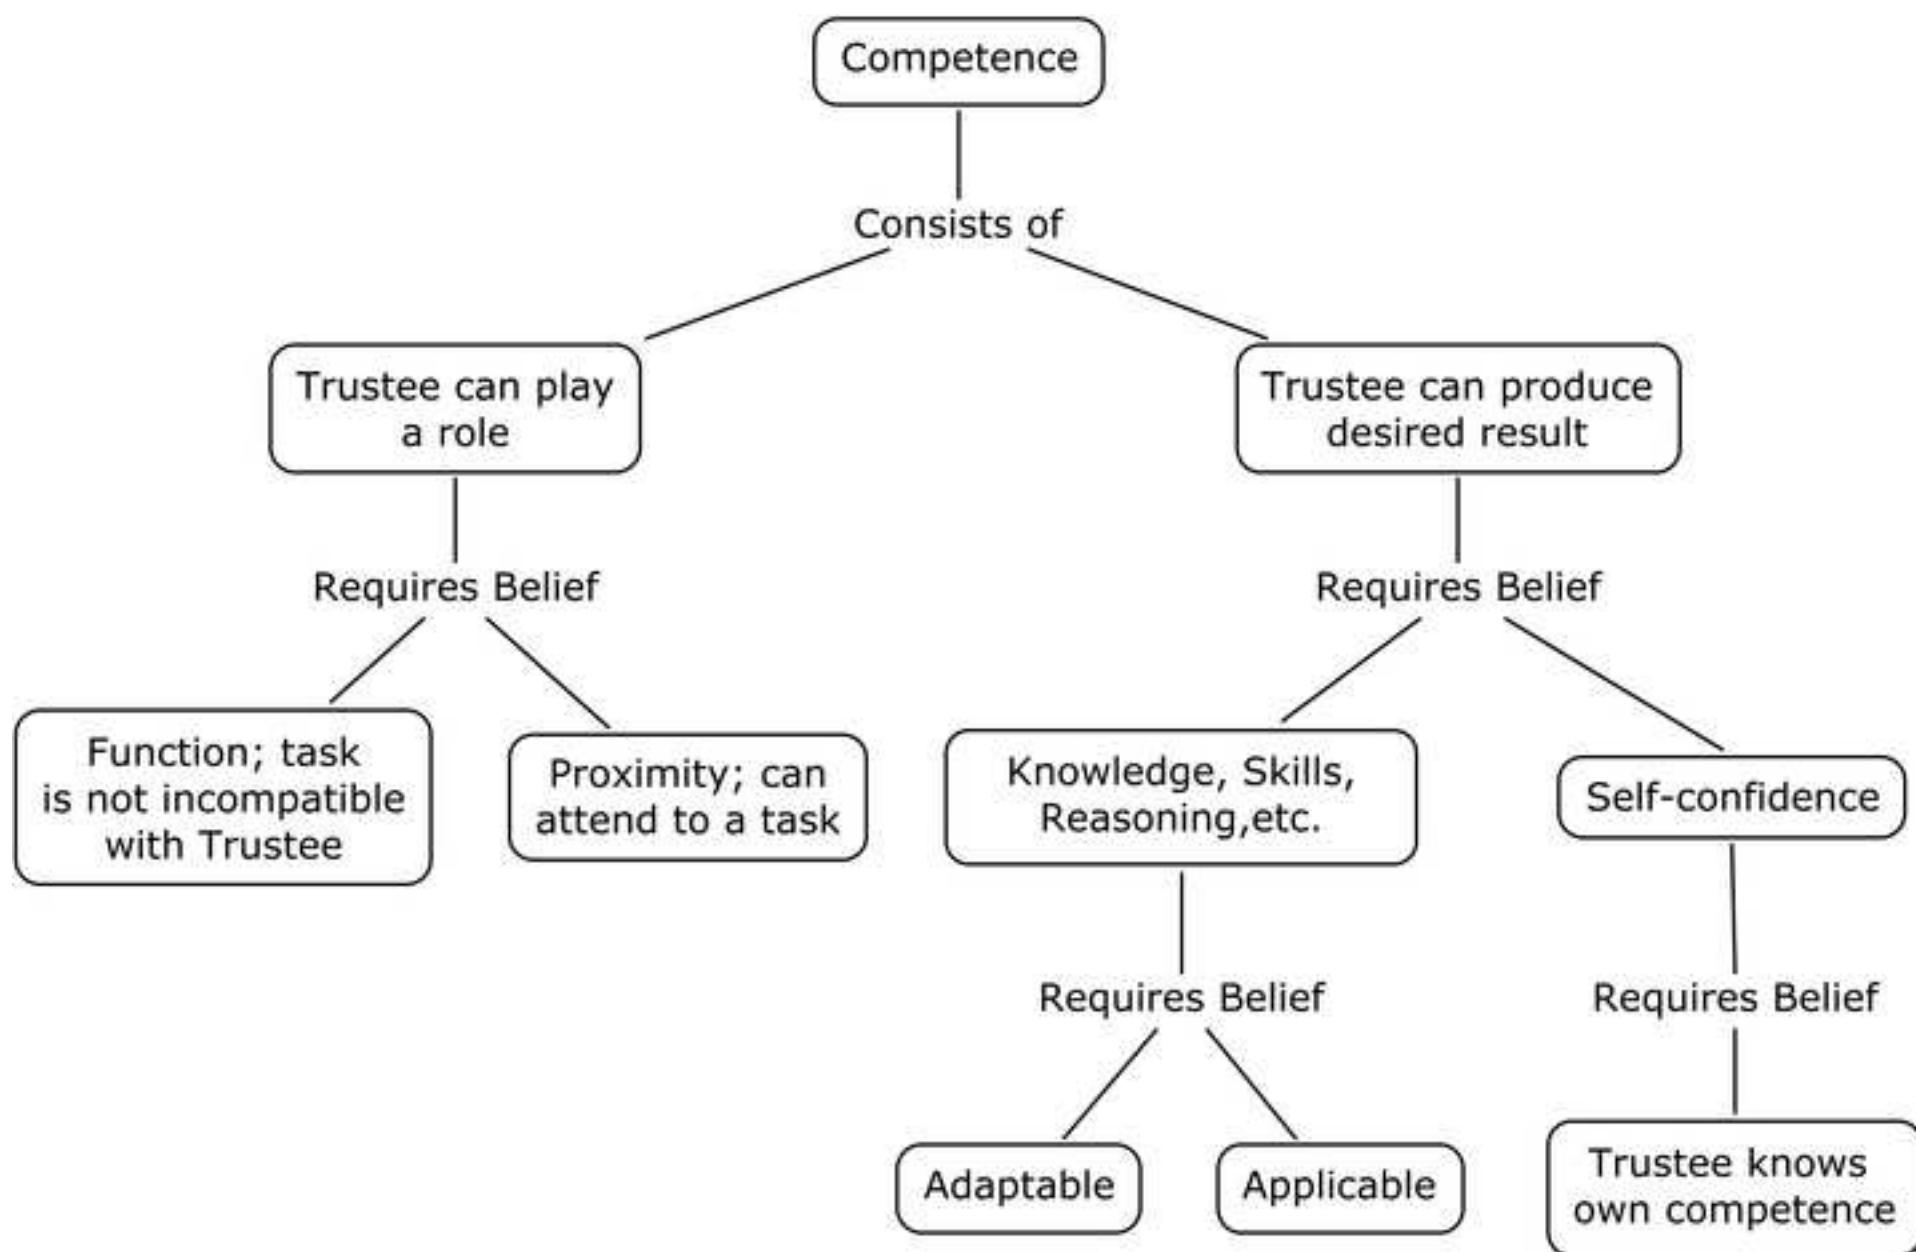 Competence
Consists of
Trustee can play
a role
Trustee can produce
desired result
Requires Belief
Requires Belief
Function; task
is not incompatible
with Trustee
Proximity; can
attend to a task
Knowledge, Skills,
Reasoning,etc.
Self-confidence
Requires Belief
Requires Belief
Adaptable
Applicable
Trustee knows
own competence